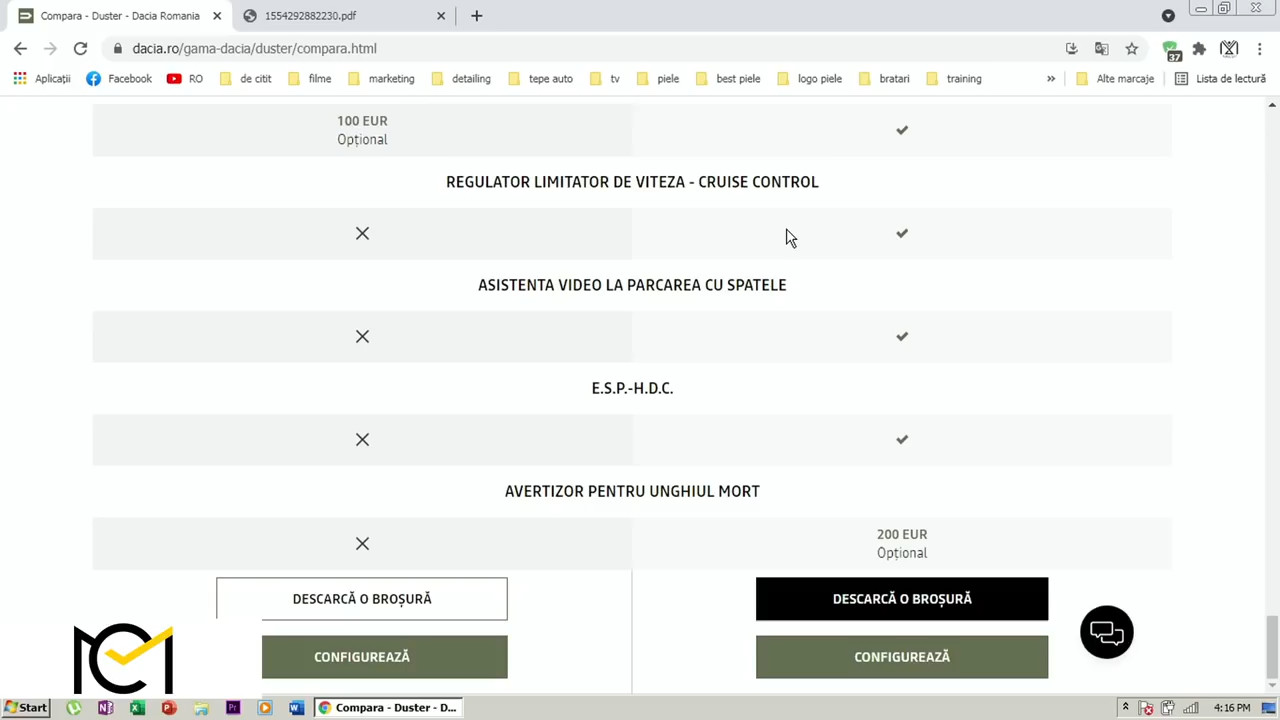 Compara - Duster - Dacia Romania
1554292882230.pdf
dacia.ro/gama-dacia/duster/compara.html
37
Aplicații
Facebook
RO
de citit
filme
marketing
detailing
tepe auto
tv
piele
best piele
logo piele
bratari
training
»
Alte marcaje
Lista de lectură
100 EUR
Opțional
REGULATOR LIMITATOR DE VITEZA - CRUISE CONTROL
ASISTENTA VIDEO LA PARCAREA CU SPATELE
E.S.P.-H.D.C.
AVERTIZOR PENTRU UNGHIUL MORT
200 EUR
Opțional
DESCARCĂ O BROȘURĂ
DESCARCĂ O BROȘURĂ
CONFIGUREAZĂ
CONFIGUREAZĂ
MC
Start
Compara - Duster - D...
4:16 PM